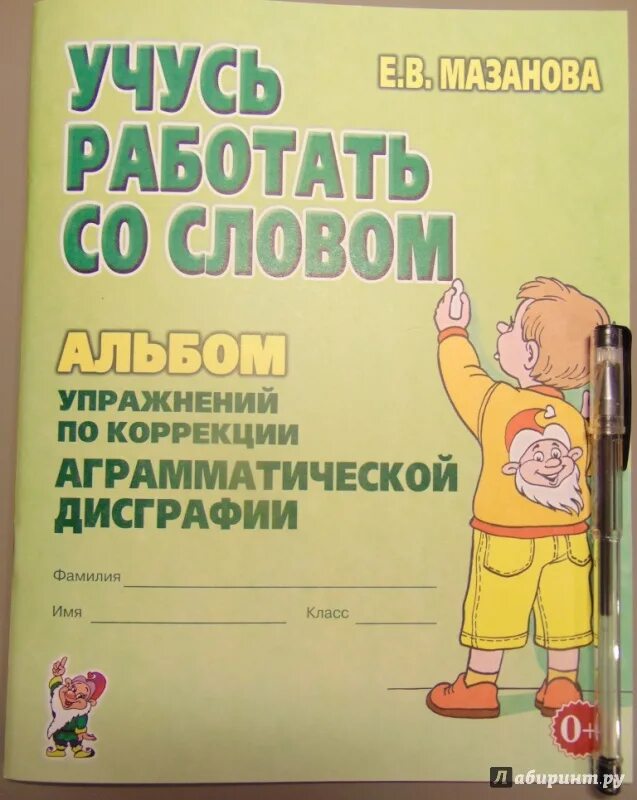 Е.В. МАЗАНОВА
УЧУСЬ
РАБОТАТЬ
СО СЛОВОМ
АЛЬБОМ
УПРАЖНЕНИЙ
ПО КОРРЕКЦИИ
АГРАММАТИЧЕСКОЙ
ДИСГРАФИИ
Фамилия
Имя Класс
0+
Лабиринт.ру